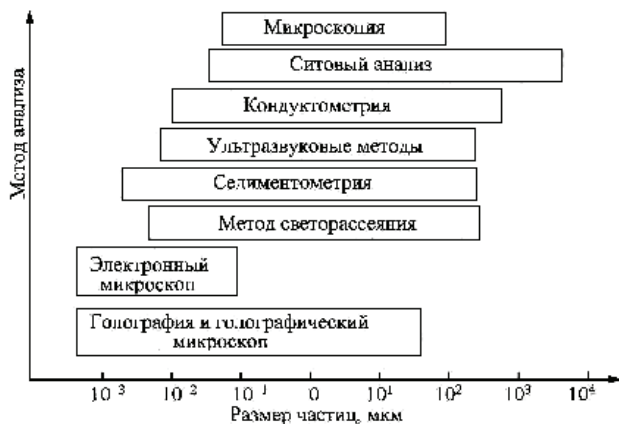 Метод анализа
Микроскопия
Ситовый анализ
Кондуктометрия
Ультразвуковые методы
Селиментометрия
Метод светорассеяния
Электронный
микроскоп
Голография и голографический
микроскоп
10⁻³ 10⁻² 10⁻¹ 0 10¹ 10² 10³ 10⁴
Размер частиц, мкм